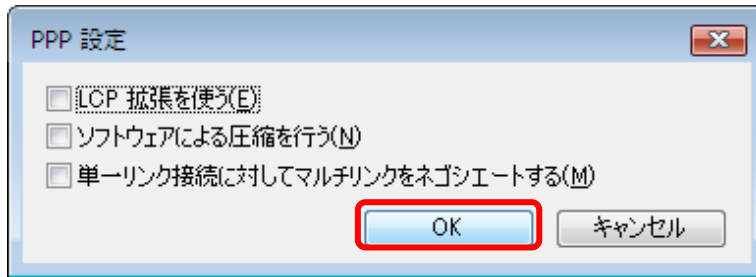 PPP 設定
LCP 拡張を使う(E)
ソフトウェアによる圧縮を行う(N)
単一リンク接続に対してマルチリンクをネゴシエートする(M)
OK キャンセル